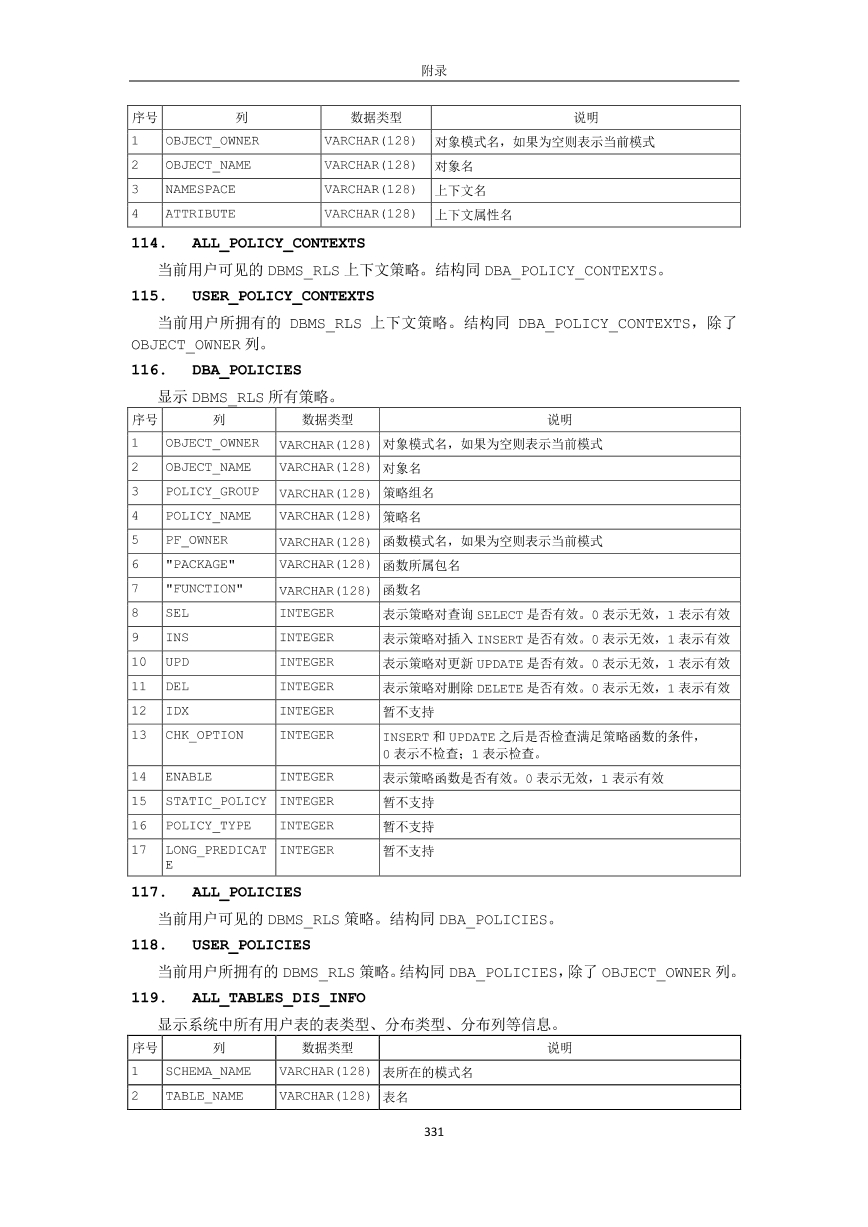 附录
序号 列 数据类型 说明
1 OBJECT_OWNER VARCHAR(128) 对象模式名，如果为空则表示当前模式
2 OBJECT_NAME VARCHAR(128) 对象名
3 NAMESPACE VARCHAR(128) 上下文名
4 ATTRIBUTE VARCHAR(128) 上下文属性名
114. ALL_POLICY_CONTEXTS
当前用户可见的 DBMS_RLS 上下文策略。结构同 DBA_POLICY_CONTEXTS。
115. USER_POLICY_CONTEXTS
当前用户所拥有的 DBMS_RLS 上下文策略。结构同 DBA_POLICY_CONTEXTS，除了
OBJECT_OWNER 列。
116. DBA_POLICIES
显示 DBMS_RLS 所有策略。
序号 列 数据类型 说明
1 OBJECT_OWNER VARCHAR(128) 对象模式名，如果为空则表示当前模式
2 OBJECT_NAME VARCHAR(128) 对象名
3 POLICY_GROUP VARCHAR(128) 策略组名
4 POLICY_NAME VARCHAR(128) 策略名
5 PF_OWNER VARCHAR(128) 函数模式名，如果为空则表示当前模式
6 "PACKAGE" VARCHAR(128) 函数所属包名
7 "FUNCTION" VARCHAR(128) 函数名
8 SEL INTEGER 表示策略对查询 SELECT 是否有效。0 表示无效，1 表示有效
9 INS INTEGER 表示策略对插入 INSERT 是否有效。0 表示无效，1 表示有效
10 UPD INTEGER 表示策略对更新 UPDATE 是否有效。0 表示无效，1 表示有效
11 DEL INTEGER 表示策略对删除 DELETE 是否有效。0 表示无效，1 表示有效
12 IDX INTEGER 暂不支持
13 CHK_OPTION INTEGER INSERT 和 UPDATE 之后是否检查满足策略函数的条件，
0 表示不检查；1 表示检查。
14 ENABLE INTEGER 表示策略函数是否有效。0 表示无效，1 表示有效
15 STATIC_POLICY INTEGER 暂不支持
16 POLICY_TYPE INTEGER 暂不支持
17 LONG_PREDICAT INTEGER 暂不支持
E
117. ALL_POLICIES
当前用户可见的 DBMS_RLS 策略。结构同 DBA_POLICIES。
118. USER_POLICIES
当前用户所拥有的 DBMS_RLS 策略。结构同 DBA_POLICIES，除了 OBJECT_OWNER 列。
119. ALL_TABLES_DIS_INFO
显示系统中所有用户表的表类型、分布类型、分布列等信息。
序号 列 数据类型 说明
1 SCHEMA_NAME VARCHAR(128) 表所在的模式名
2 TABLE_NAME VARCHAR(128) 表名
331